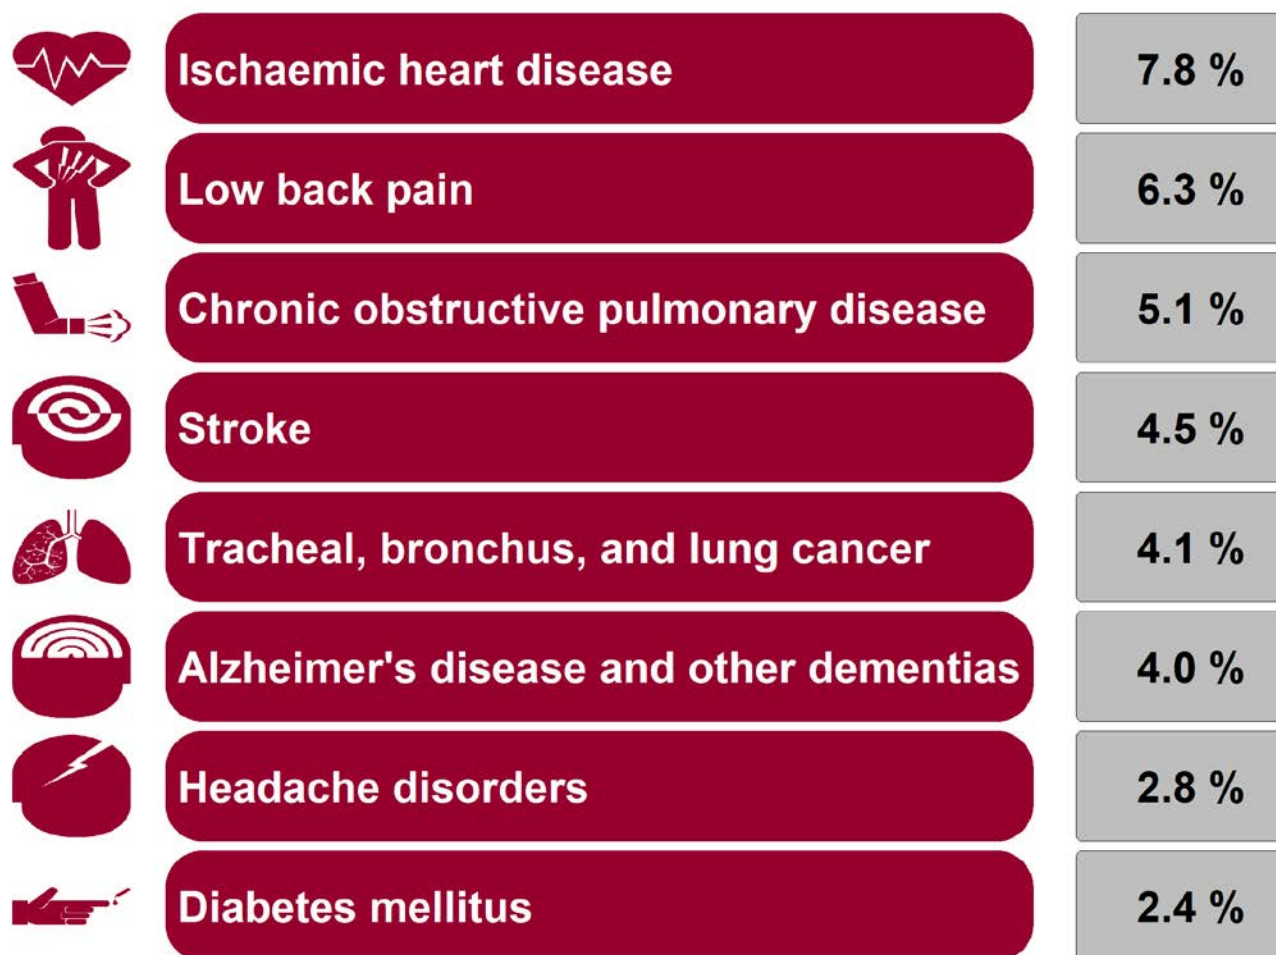 Ischaemic heart disease 7.8 %
Low back pain 6.3 %
Chronic obstructive pulmonary disease 5.1 %
Stroke 4.5 %
Tracheal, bronchus, and lung cancer 4.1 %
Alzheimer's disease and other dementias 4.0 %
Headache disorders 2.8 %
Diabetes mellitus 2.4 %